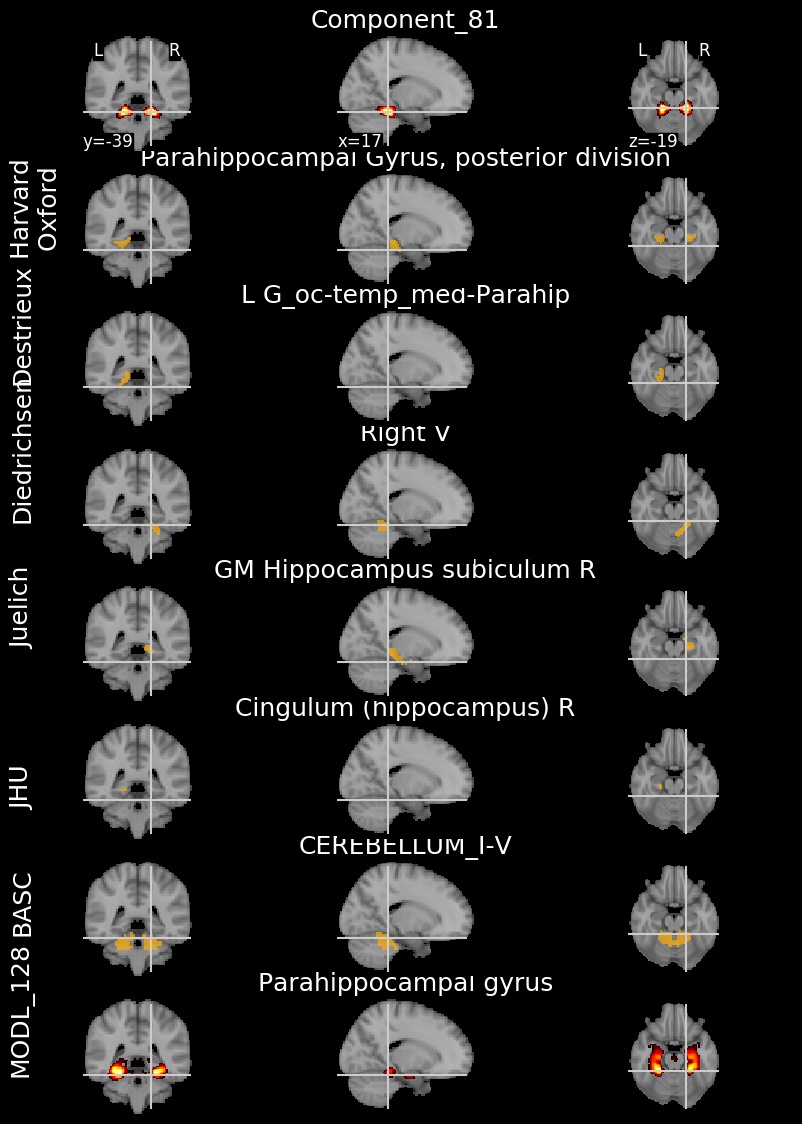 Component_81
L R L R
y=-39 x=17 z=-19
Harvard
Oxford
Parahippocampal Gyrus, posterior division
Destrieux
L G_oc-temp_med-Parahip
Diedrichsen
Right V
Juelich
GM Hippocampus subiculum R
JHU
Cingulum (hippocampus) R
BASC
CEREBELLUM_I-V
MODL_128
Parahippocampal gyrus